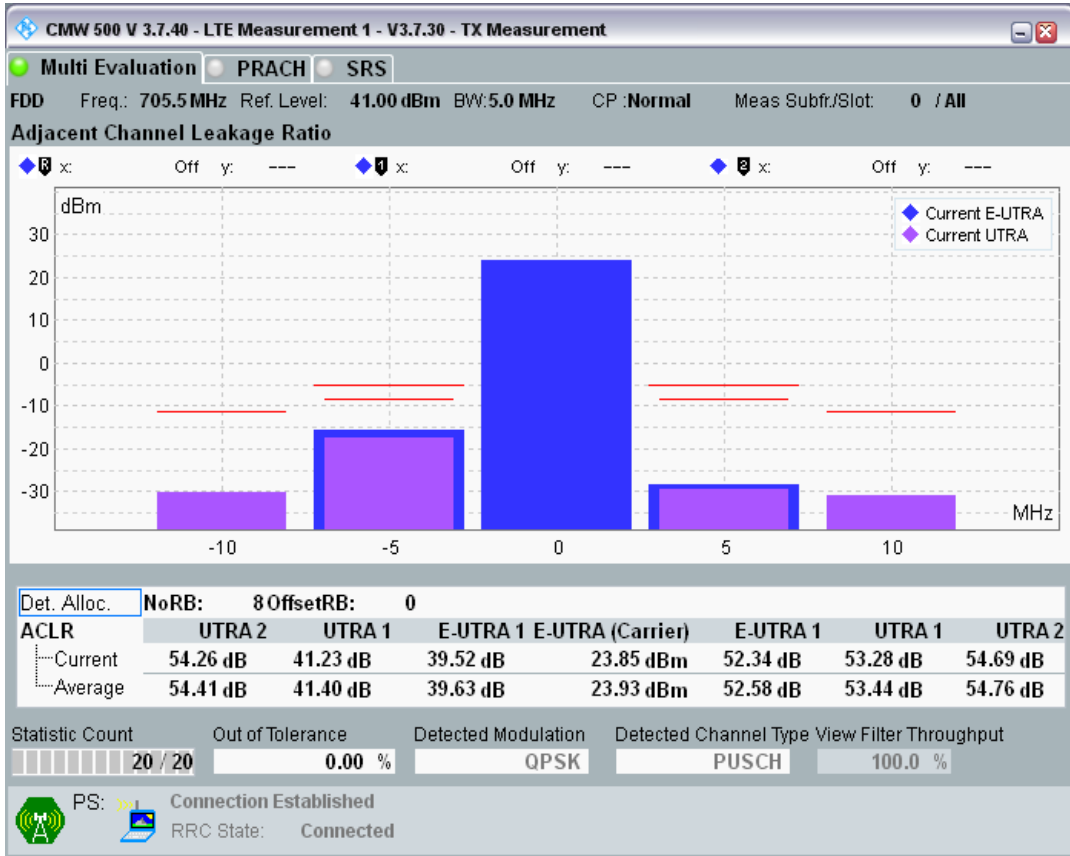 CMW 500 V 3.7.40 - LTE Measurement 1 - V3.7.30 - TX Measurement
Multi Evaluation PRACH SRS
FDD Freq.: 705.5 MHz Ref. Level: 41.00 dBm BW: 5.0 MHz CP :Normal Meas Subfr./Slot: 0 / All
Adjacent Channel Leakage Ratio
R x: Off y: --- 1 x: Off y: --- 2 x: Off y: ---
dBm
Current E-UTRA
Current UTRA
30
20
10
0
-10
-20
-30
MHz
-10 -5 0 5 10
Det. Alloc. NoRB: 8 OffsetRB: 0
ACLR UTRA 2 UTRA 1 E-UTRA 1 E-UTRA (Carrier) E-UTRA 1 UTRA 1 UTRA 2
Current 54.26 dB 41.23 dB 39.52 dB 23.85 dBm 52.34 dB 53.28 dB 54.69 dB
Average 54.41 dB 41.40 dB 39.63 dB 23.93 dBm 52.58 dB 53.44 dB 54.76 dB
Statistic Count Out of Tolerance Detected Modulation Detected Channel Type View Filter Throughput
20 / 20 0.00 % QPSK PUSCH 100.0 %
PS: Connection Established
RRC State: Connected